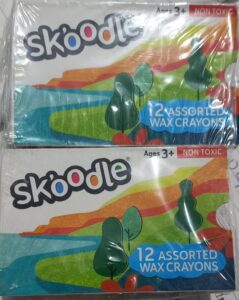 Ages 3+ NON TOXIC
skoodle
12 ASSORTED
WAX CRAYONS
Ages 3+ NON TOXIC
skoodle
12 ASSORTED
WAX CRAYONS